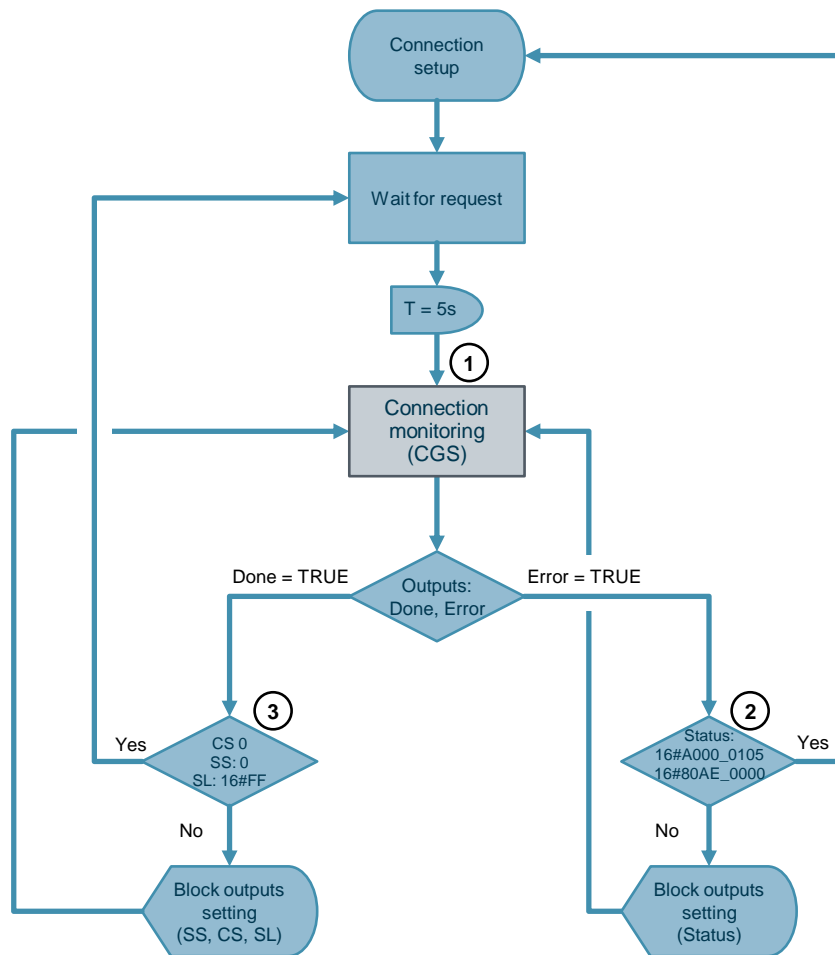 Connection
setup
Wait for request
T = 5s
1
Connection
monitoring
(CGS)
Done = TRUE
Outputs:
Done, Error
Error = TRUE
3
Yes
CS 0
SS: 0
SL: 16#FF
2
Status:
16#A000_0105
16#80AE_0000
Yes
No
No
Block outputs
setting
(SS, CS, SL)
Block outputs
setting
(Status)